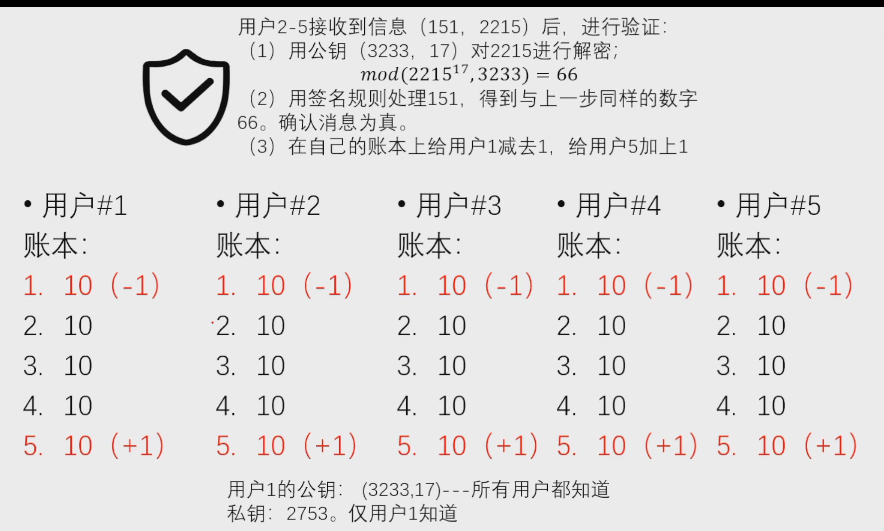 用户2-5接收到信息（151，2215）后，进行验证：
（1）用公钥（3233，17）对2215进行解密；
mod(2215¹⁷, 3233) = 66
（2）用签名规则处理151，得到与上一步同样的数字
66。确认消息为真。
（3）在自己的账本上给用户1减去1，给用户5加上1
• 用户#1
账本：
1. 10（-1）
2. 10
3. 10
4. 10
5. 10（+1）
• 用户#2
账本：
1. 10（-1）
2. 10
3. 10
4. 10
5. 10（+1）
• 用户#3
账本：
1. 10（-1）
2. 10
3. 10
4. 10
5. 10（+1）
• 用户#4
账本：
1. 10（-1）
2. 10
3. 10
4. 10
5. 10（+1）
• 用户#5
账本：
1. 10（-1）
2. 10
3. 10
4. 10
5. 10（+1）
用户1的公钥： (3233,17)---所有用户都知道
私钥：2753。仅用户1知道